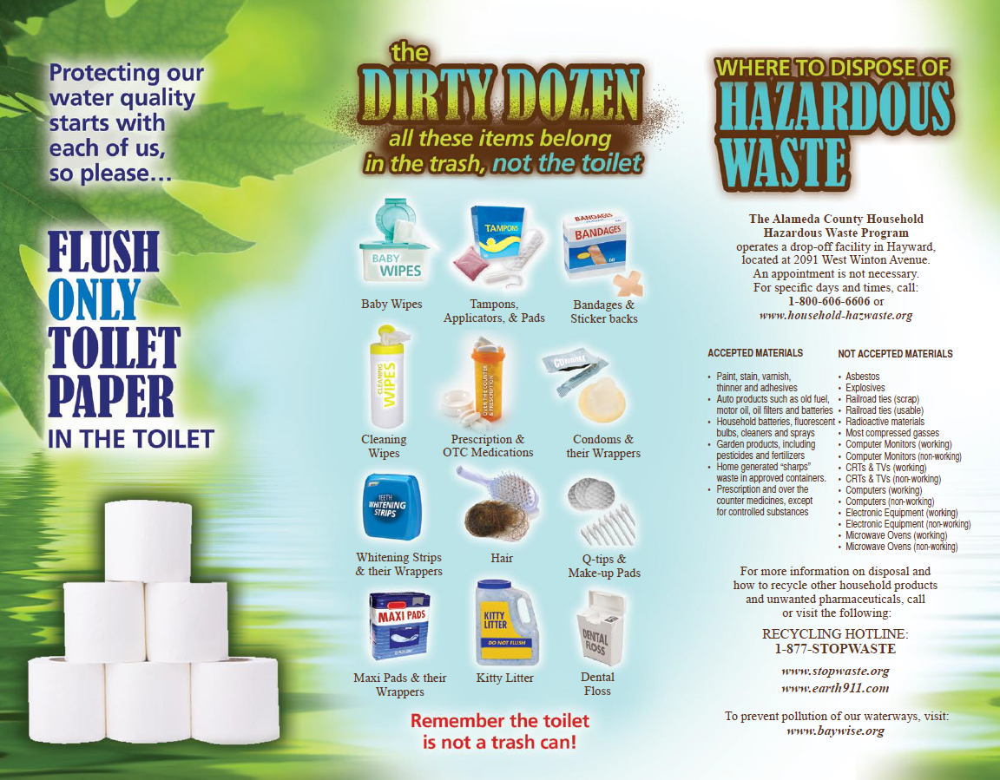 Protecting our
water quality
starts with
each of us,
so please...
FLUSH
ONLY
TOILET
PAPER
IN THE TOILET
the
DIRTY DOZEN
all these items belong
in the trash, not the toilet
BABY
WIPES
Baby Wipes
TAMPONS
Tampons,
Applicators, & Pads
BANDAGES
BANDAGES
60
Bandages &
Sticker backs
CLEANING
WIPES
Cleaning
Wipes
OVER THE COUNTER
& PRESCRIPTION
Prescription &
OTC Medications
Condoms &
their Wrappers
TEETH
WHITENING
STRIPS
Whitening Strips
& their Wrappers
Hair
Q-tips &
Make-up Pads
MAXI PADS
Maxi Pads & their
Wrappers
KITTY
LITTER
DO NOT FLUSH
Kitty Litter
DENTAL
FLOSS
Dental
Floss
Remember the toilet
is not a trash can!
WHERE TO DISPOSE OF
HAZARDOUS
WASTE
The Alameda County Household
Hazardous Waste Program
operates a drop-off facility in Hayward,
located at 2091 West Winton Avenue.
An appointment is not necessary.
For specific days and times, call:
1-800-606-6606 or
www.household-hazwaste.org
ACCEPTED MATERIALS
• Paint, stain, varnish,
thinner and adhesives
• Auto products such as old fuel,
motor oil, oil filters and batteries
• Household batteries, fluorescent
bulbs, cleaners and sprays
• Garden products, including
pesticides and fertilizers
• Home generated “sharps”
waste in approved containers.
• Prescription and over the
counter medicines, except
for controlled substances
NOT ACCEPTED MATERIALS
• Asbestos
• Explosives
• Railroad ties (scrap)
• Railroad ties (usable)
• Radioactive materials
• Most compressed gasses
• Computer Monitors (working)
• Computer Monitors (non-working)
• CRTs & TVs (working)
• CRTs & TVs (non-working)
• Computers (working)
• Computers (non-working)
• Electronic Equipment (working)
• Electronic Equipment (non-working)
• Microwave Ovens (working)
• Microwave Ovens (non-working)
For more information on disposal and
how to recycle other household products
and unwanted pharmaceuticals, call
or visit the following:
RECYCLING HOTLINE:
1-877-STOPWASTE
www.stopwaste.org
www.earth911.com
To prevent pollution of our waterways, visit:
www.baywise.org